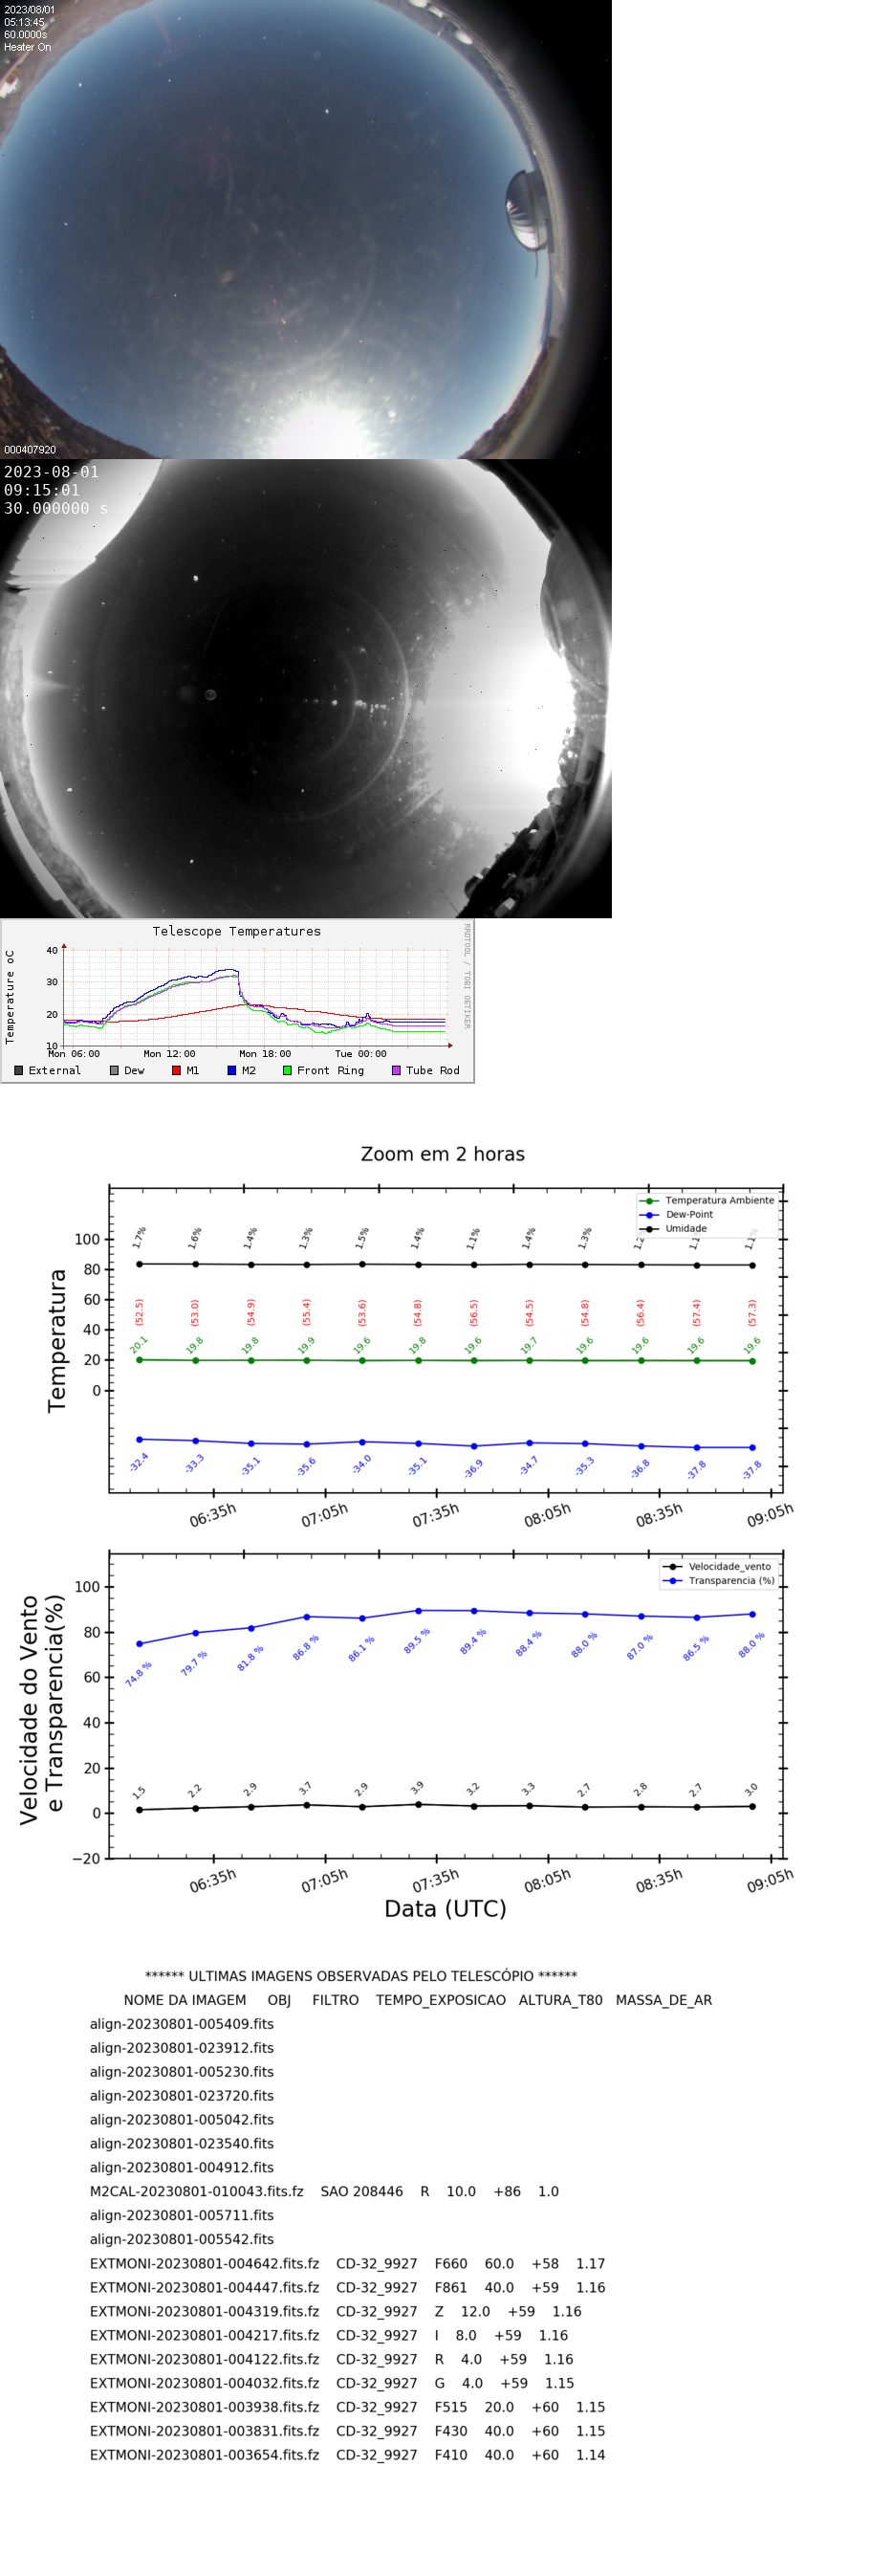 2023/08/01
05:13:45
60.0000s
Heater On
000407920
2023-08-01
09:15:01
30.000000 s
Telescope Temperatures
RRDTOOL / TOBI OETIKER
Temperature oC
40
30
20
10
Mon 06:00 Mon 12:00 Mon 18:00 Tue 00:00
External Dew M1 M2 Front Ring Tube Rod
Zoom em 2 horas
Temperatura Ambiente
Dew-Point
Umidade
Temperatura
100
80
60
40
20
0
1.7% 1.6% 1.4% 1.3% 1.5% 1.4% 1.1% 1.4% 1.3%
(52.5) (53.0) (54.9) (55.4) (53.6) (54.8) (56.5) (54.5) (54.8) (56.4) (57.4) (57.3)
20.1 19.8 19.8 19.9 19.6 19.8 19.6 19.7 19.6 19.6 19.6 19.6
-32.4 -33.3 -35.1 -35.6 -34.0 -35.1 -36.9 -34.7 -35.3 -36.8 -37.8 -37.8
06:35h 07:05h 07:35h 08:05h 08:35h 09:05h
Velocidade_vento
Transparencia (%)
Velocidade do Vento
e Transparencia(%)
100
80
60
40
20
0
−20
74.8 % 79.7 % 81.8 % 86.8 % 86.1 % 89.5 % 89.4 % 88.4 % 88.0 % 87.0 % 86.5 % 88.0 %
1.5 2.2 2.9 3.7 2.9 3.9 3.2 3.3 2.7 2.8 2.7 3.0
06:35h 07:05h 07:35h 08:05h 08:35h 09:05h
Data (UTC)
****** ULTIMAS IMAGENS OBSERVADAS PELO TELESCÓPIO ******
NOME DA IMAGEM OBJ FILTRO TEMPO_EXPOSICAO ALTURA_T80 MASSA_DE_AR
align-20230801-005409.fits
align-20230801-023912.fits
align-20230801-005230.fits
align-20230801-023720.fits
align-20230801-005042.fits
align-20230801-023540.fits
align-20230801-004912.fits
M2CAL-20230801-010043.fits.fz SAO 208446 R 10.0 +86 1.0
align-20230801-005711.fits
align-20230801-005542.fits
EXTMONI-20230801-004642.fits.fz CD-32_9927 F660 60.0 +58 1.17
EXTMONI-20230801-004447.fits.fz CD-32_9927 F861 40.0 +59 1.16
EXTMONI-20230801-004319.fits.fz CD-32_9927 Z 12.0 +59 1.16
EXTMONI-20230801-004217.fits.fz CD-32_9927 I 8.0 +59 1.16
EXTMONI-20230801-004122.fits.fz CD-32_9927 R 4.0 +59 1.16
EXTMONI-20230801-004032.fits.fz CD-32_9927 G 4.0 +59 1.15
EXTMONI-20230801-003938.fits.fz CD-32_9927 F515 20.0 +60 1.15
EXTMONI-20230801-003831.fits.fz CD-32_9927 F430 40.0 +60 1.15
EXTMONI-20230801-003654.fits.fz CD-32_9927 F410 40.0 +60 1.14